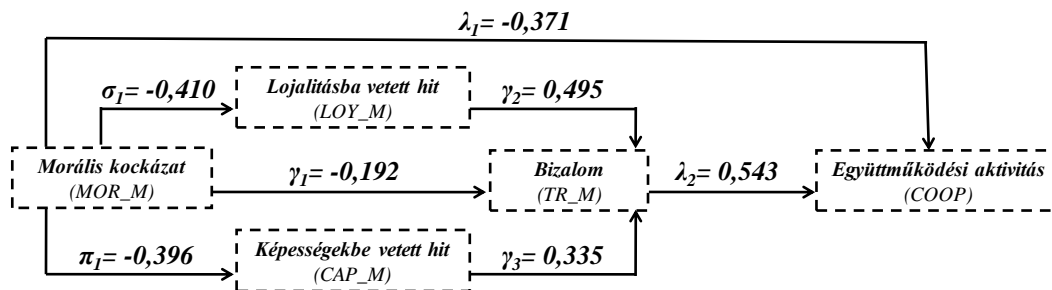 λ₁= -0,371
σ₁= -0,410
Lojalitásba vetett hit
(LOY_M)
γ₂= 0,495
Morális kockázat
(MOR_M)
γ₁= -0,192
Bizalom
(TR_M)
λ₂= 0,543
Együttműködési aktivitás
(COOP)
π₁= -0,396
Képességekbe vetett hit
(CAP_M)
γ₃= 0,335